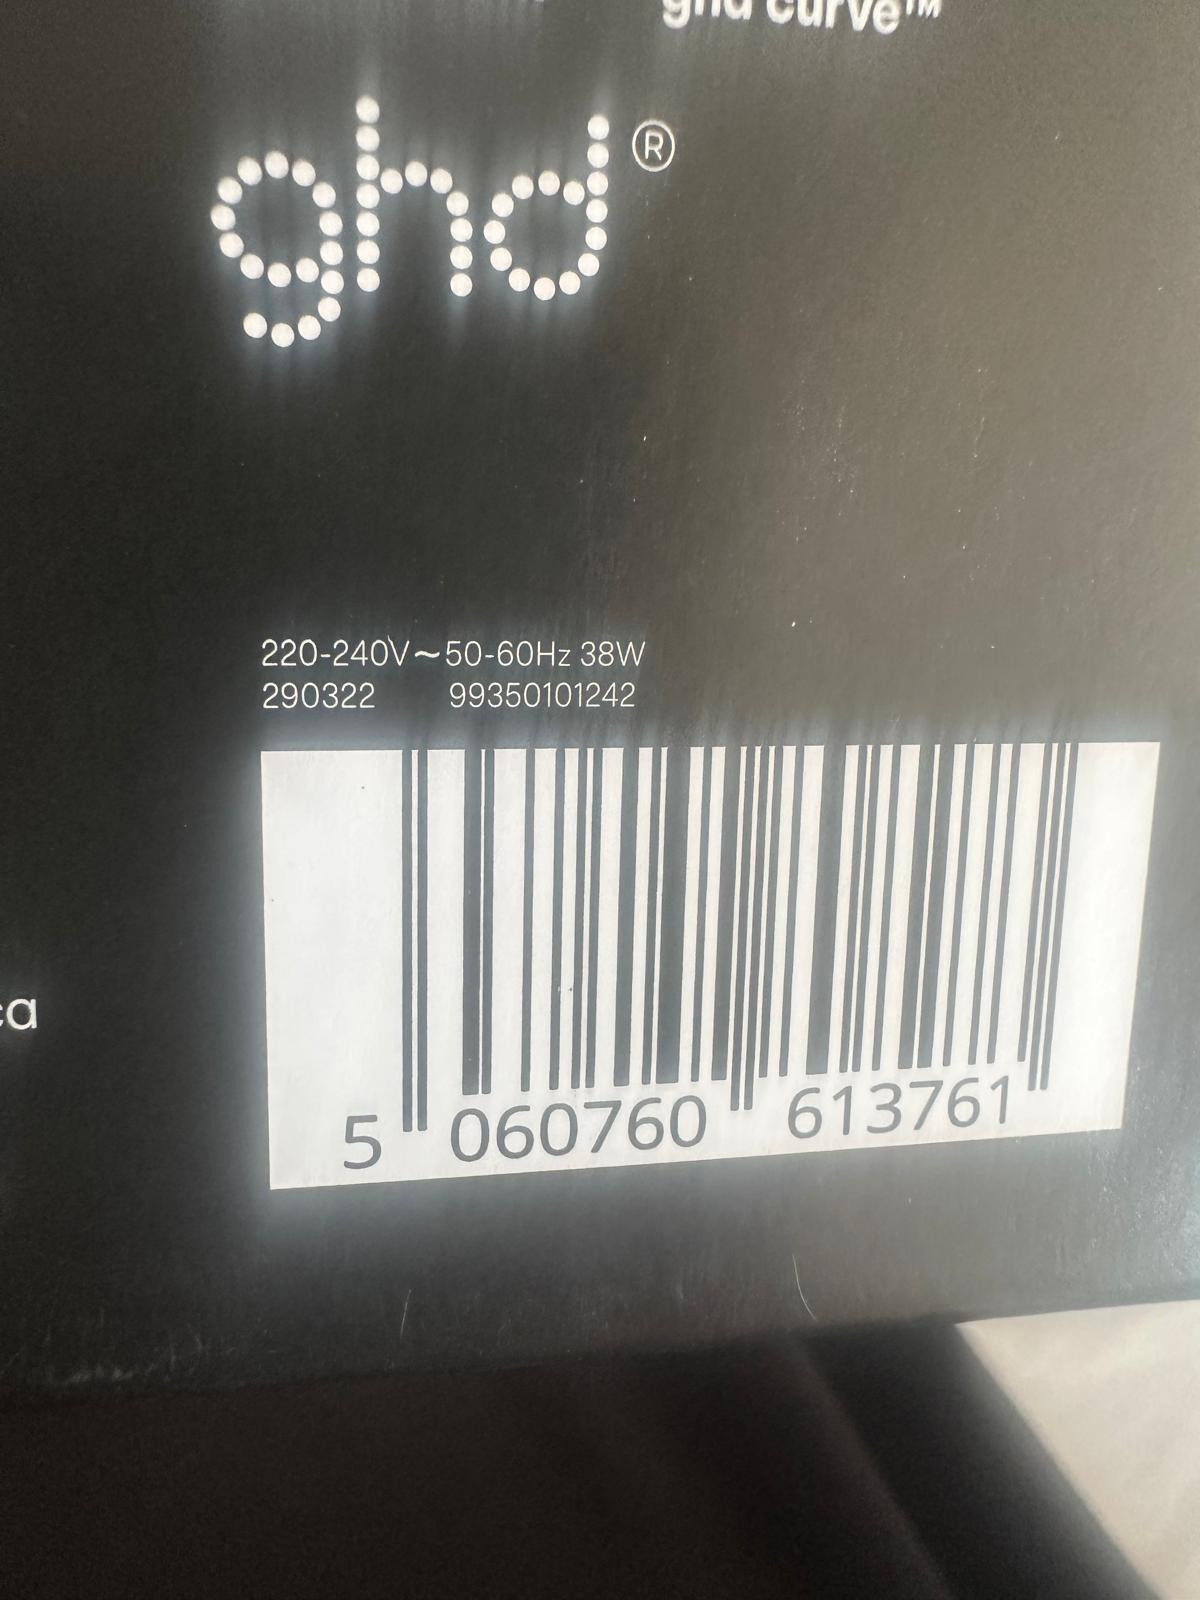 ghd curve™
ghd®
220-240V~50-60Hz 38W
290322 99350101242
5 060760 613761